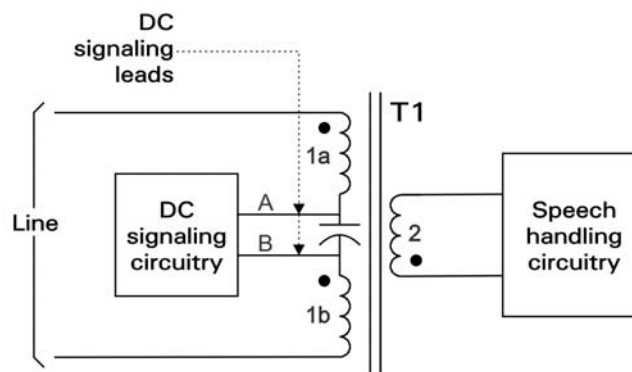 DC
signaling
leads
T1
1a
Line
DC
signaling
circuitry
A
B
2
Speech
handling
circuitry
1b